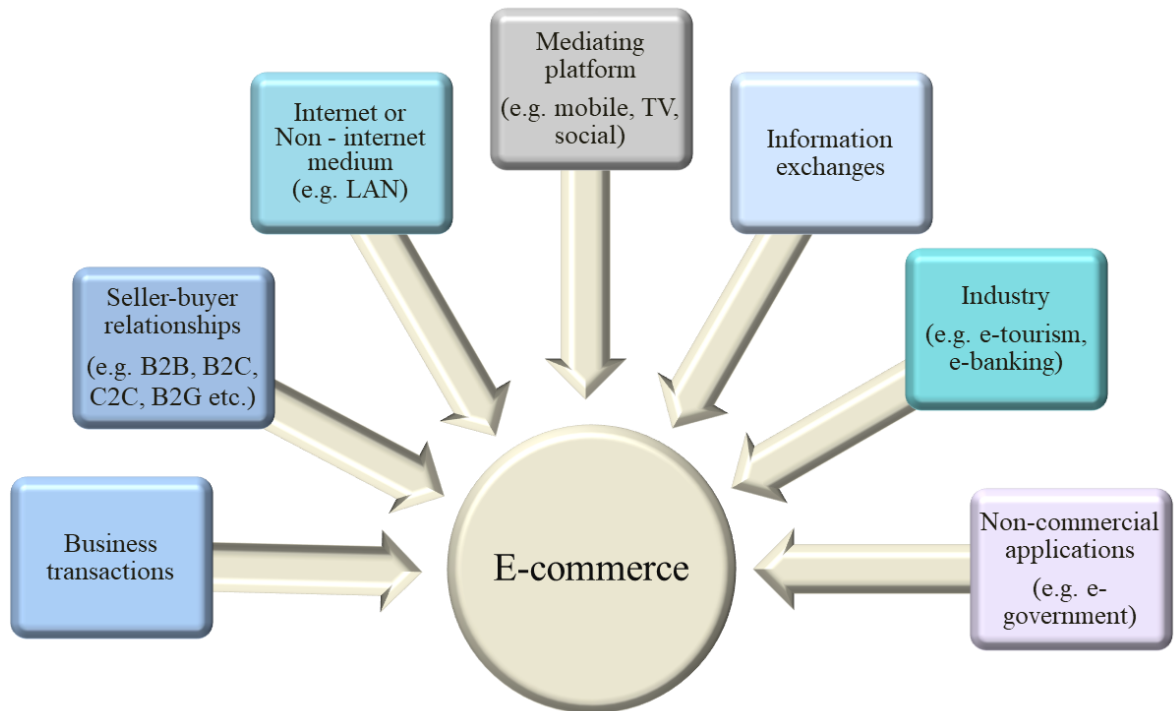 Business
transactions
Seller-buyer
relationships
(e.g. B2B, B2C,
C2C, B2G etc.)
Internet or
Non - internet
medium
(e.g. LAN)
Mediating
platform
(e.g. mobile, TV,
social)
Information
exchanges
Industry
(e.g. e-tourism,
e-banking)
Non-commercial
applications
(e.g. e-
government)
E-commerce